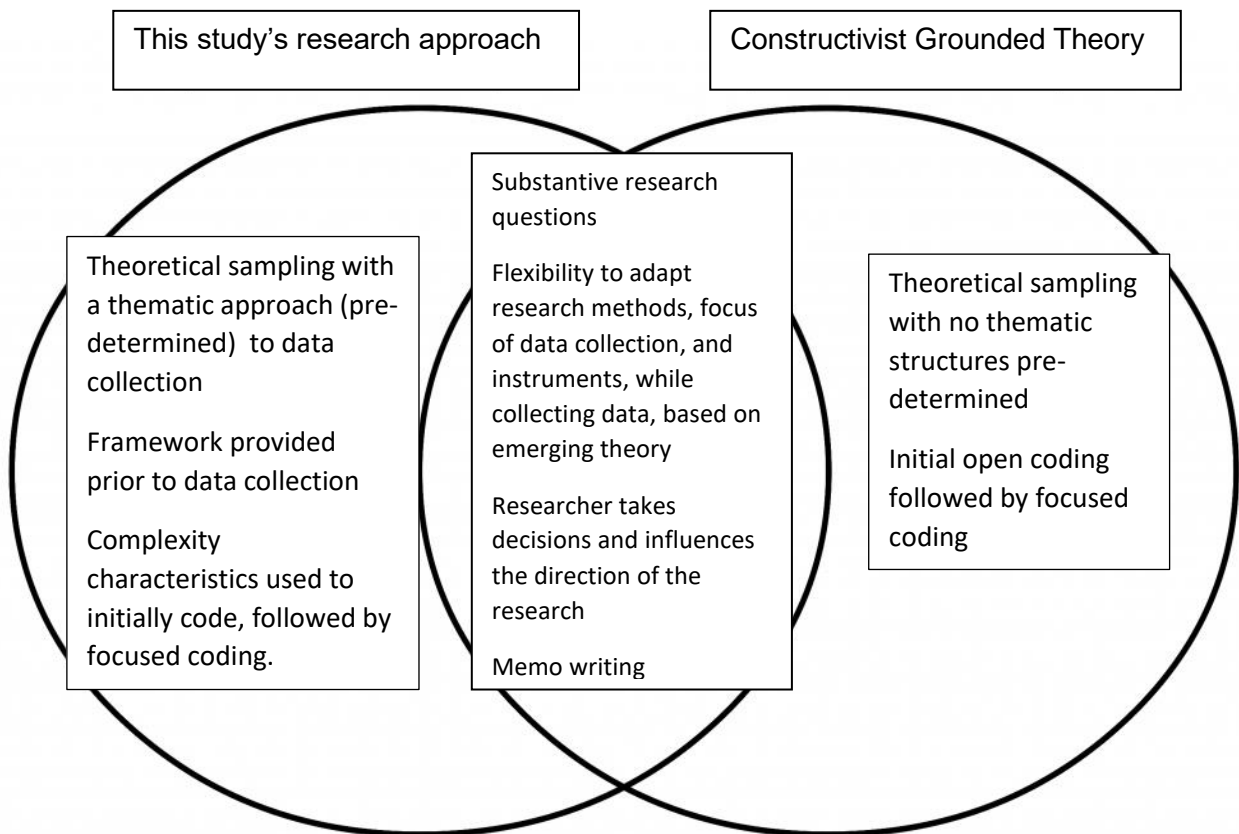 This study's research approach
Constructivist Grounded Theory
Theoretical sampling with
a thematic approach (pre-
determined)  to data
collection
Framework provided
prior to data collection
Complexity
characteristics used to
initially code, followed by
focused coding.
Substantive research
questions
Flexibility to adapt
research methods, focus
of data collection, and
instruments, while
collecting data, based on
emerging theory
Researcher takes
decisions and influences
the direction of the
research
Memo writing
Theoretical sampling
with no thematic
structures pre-
determined
Initial open coding
followed by focused
coding